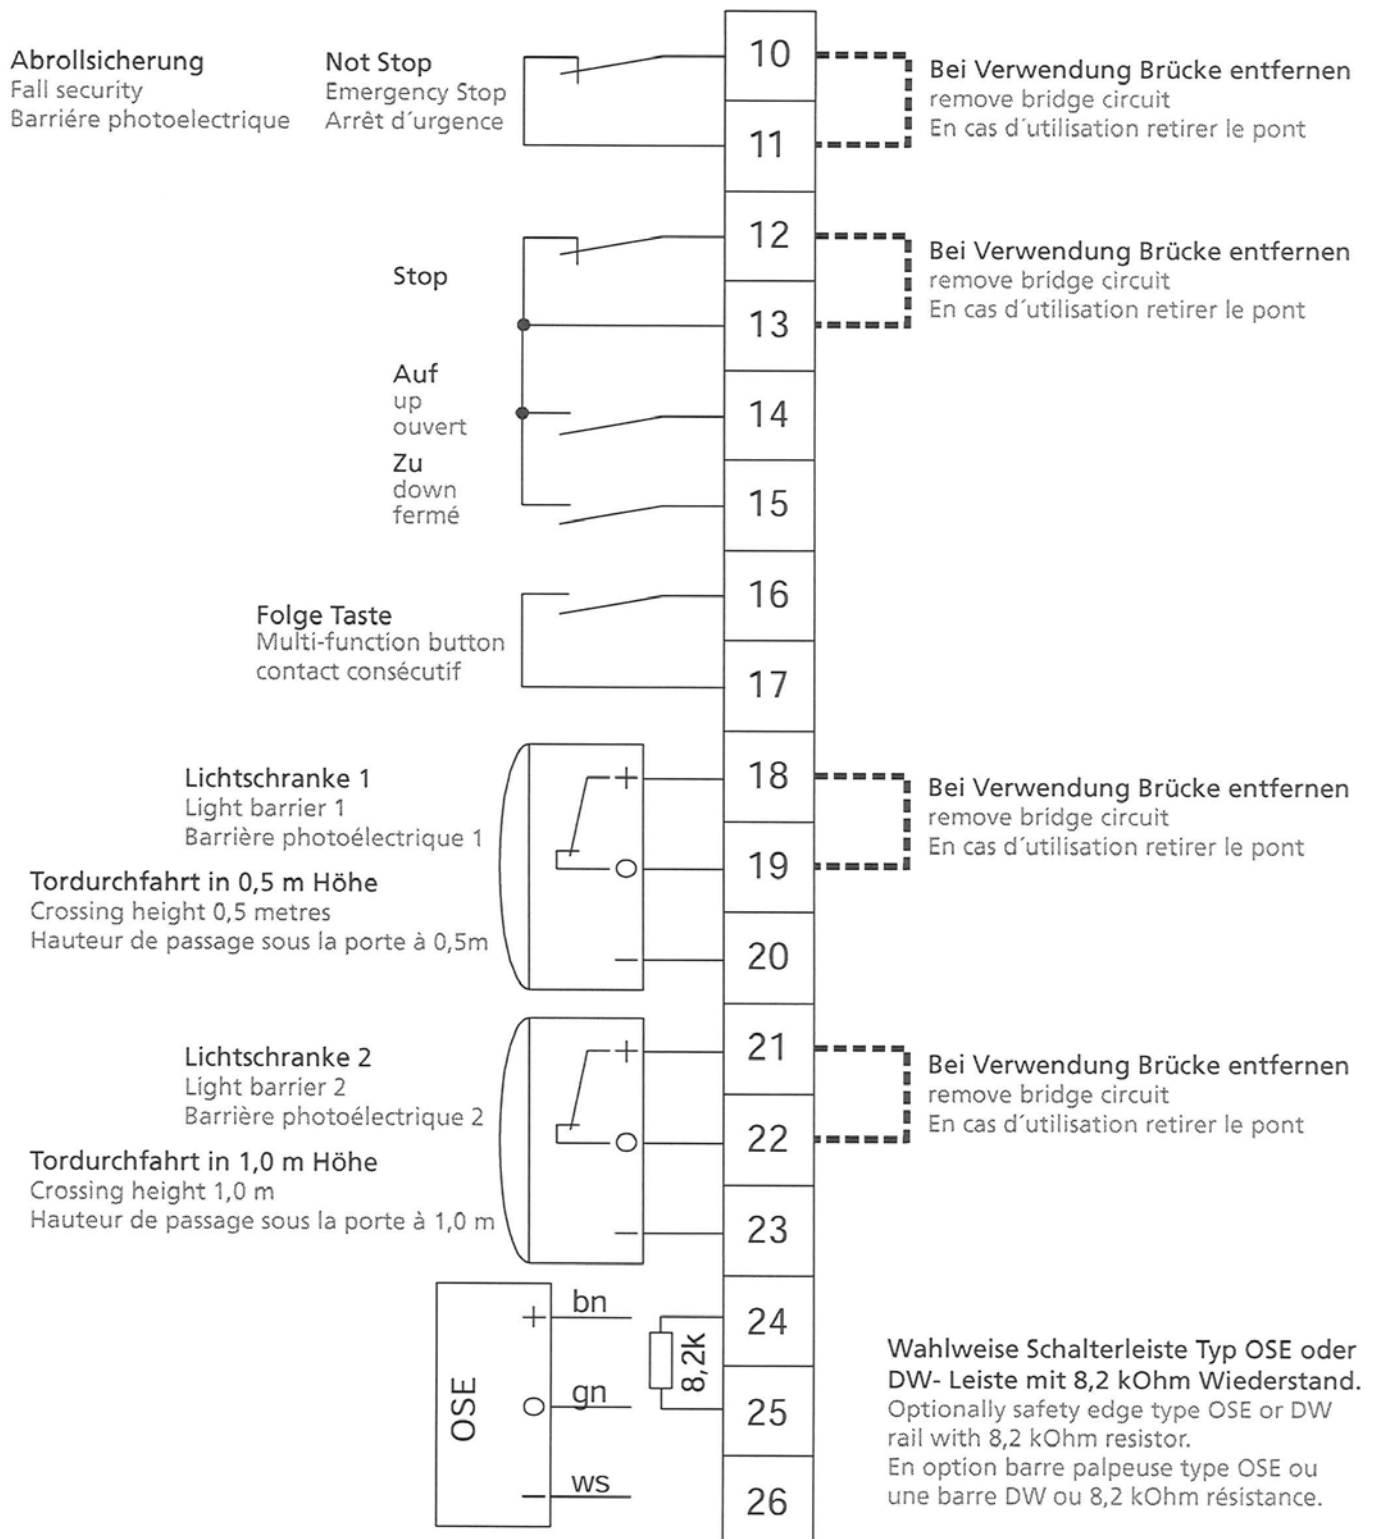 Abrollsicherung
Fall security
Barriére photoelectrique
Not Stop
Emergency Stop
Arrêt d´urgence
10
11
Bei Verwendung Brücke entfernen
remove bridge circuit
En cas d´utilisation retirer le pont
Stop
12
13
Bei Verwendung Brücke entfernen
remove bridge circuit
En cas d´utilisation retirer le pont
Auf
up
ouvert
14
Zu
down
fermé
15
Folge Taste
Multi-function button
contact consécutif
16
17
Lichtschranke 1
Light barrier 1
Barrière photoélectrique 1
Tordurchfahrt in 0,5 m Höhe
Crossing height 0,5 metres
Hauteur de passage sous la porte à 0,5m
+
O
–
18
19
20
Bei Verwendung Brücke entfernen
remove bridge circuit
En cas d´utilisation retirer le pont
Lichtschranke 2
Light barrier 2
Barrière photoélectrique 2
Tordurchfahrt in 1,0 m Höhe
Crossing height 1,0 m
Hauteur de passage sous la porte à 1,0 m
+
O
–
21
22
23
Bei Verwendung Brücke entfernen
remove bridge circuit
En cas d´utilisation retirer le pont
OSE
+ bn
O gn
– ws
8,2k
24
25
26
Wahlweise Schalterleiste Typ OSE oder
DW- Leiste mit 8,2 kOhm Wiederstand.
Optionally safety edge type OSE or DW
rail with 8,2 kOhm resistor.
En option barre palpeuse type OSE ou
une barre DW ou 8,2 kOhm résistance.